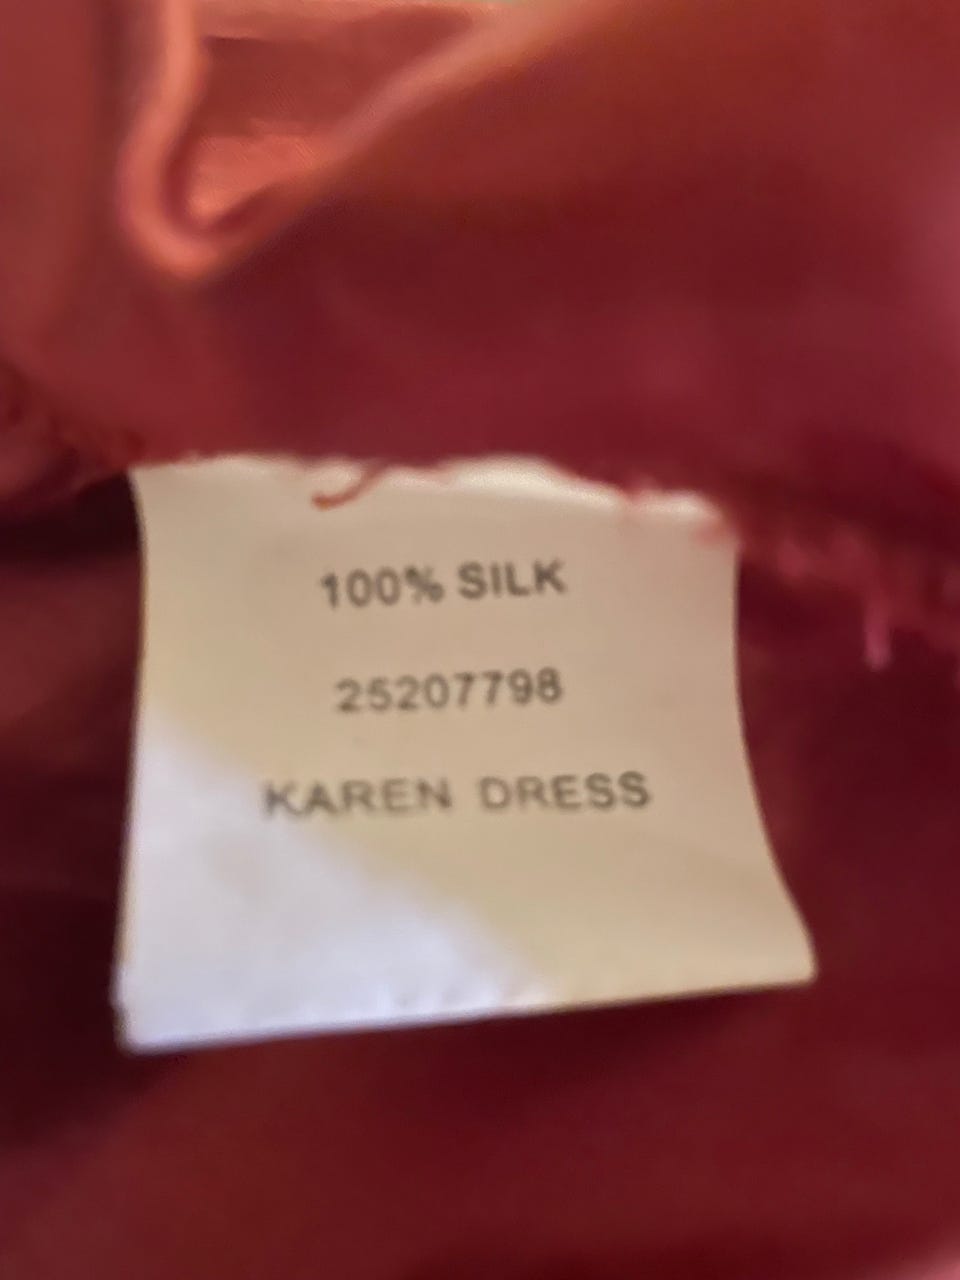 100% SILK
25207798
KAREN DRESS